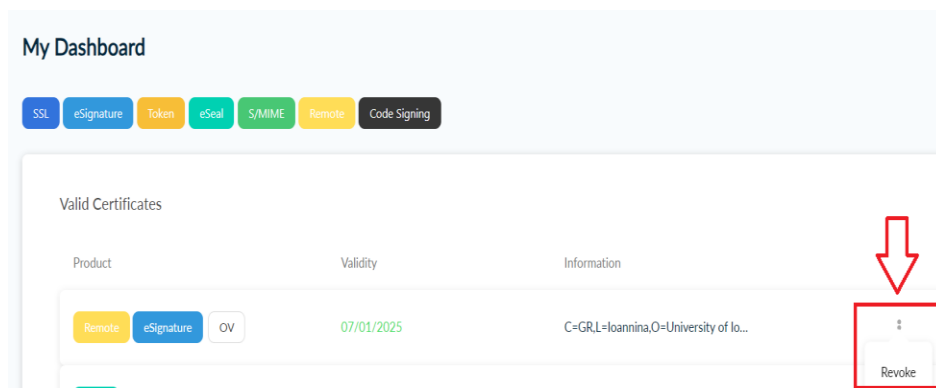 My Dashboard
SSL eSignature Token eSeal S/MIME Remote Code Signing
Valid Certificates
Product Validity Information
Remote eSignature OV 07/01/2025 C=GR,L=Ioannina,O=University of Io...
Revoke